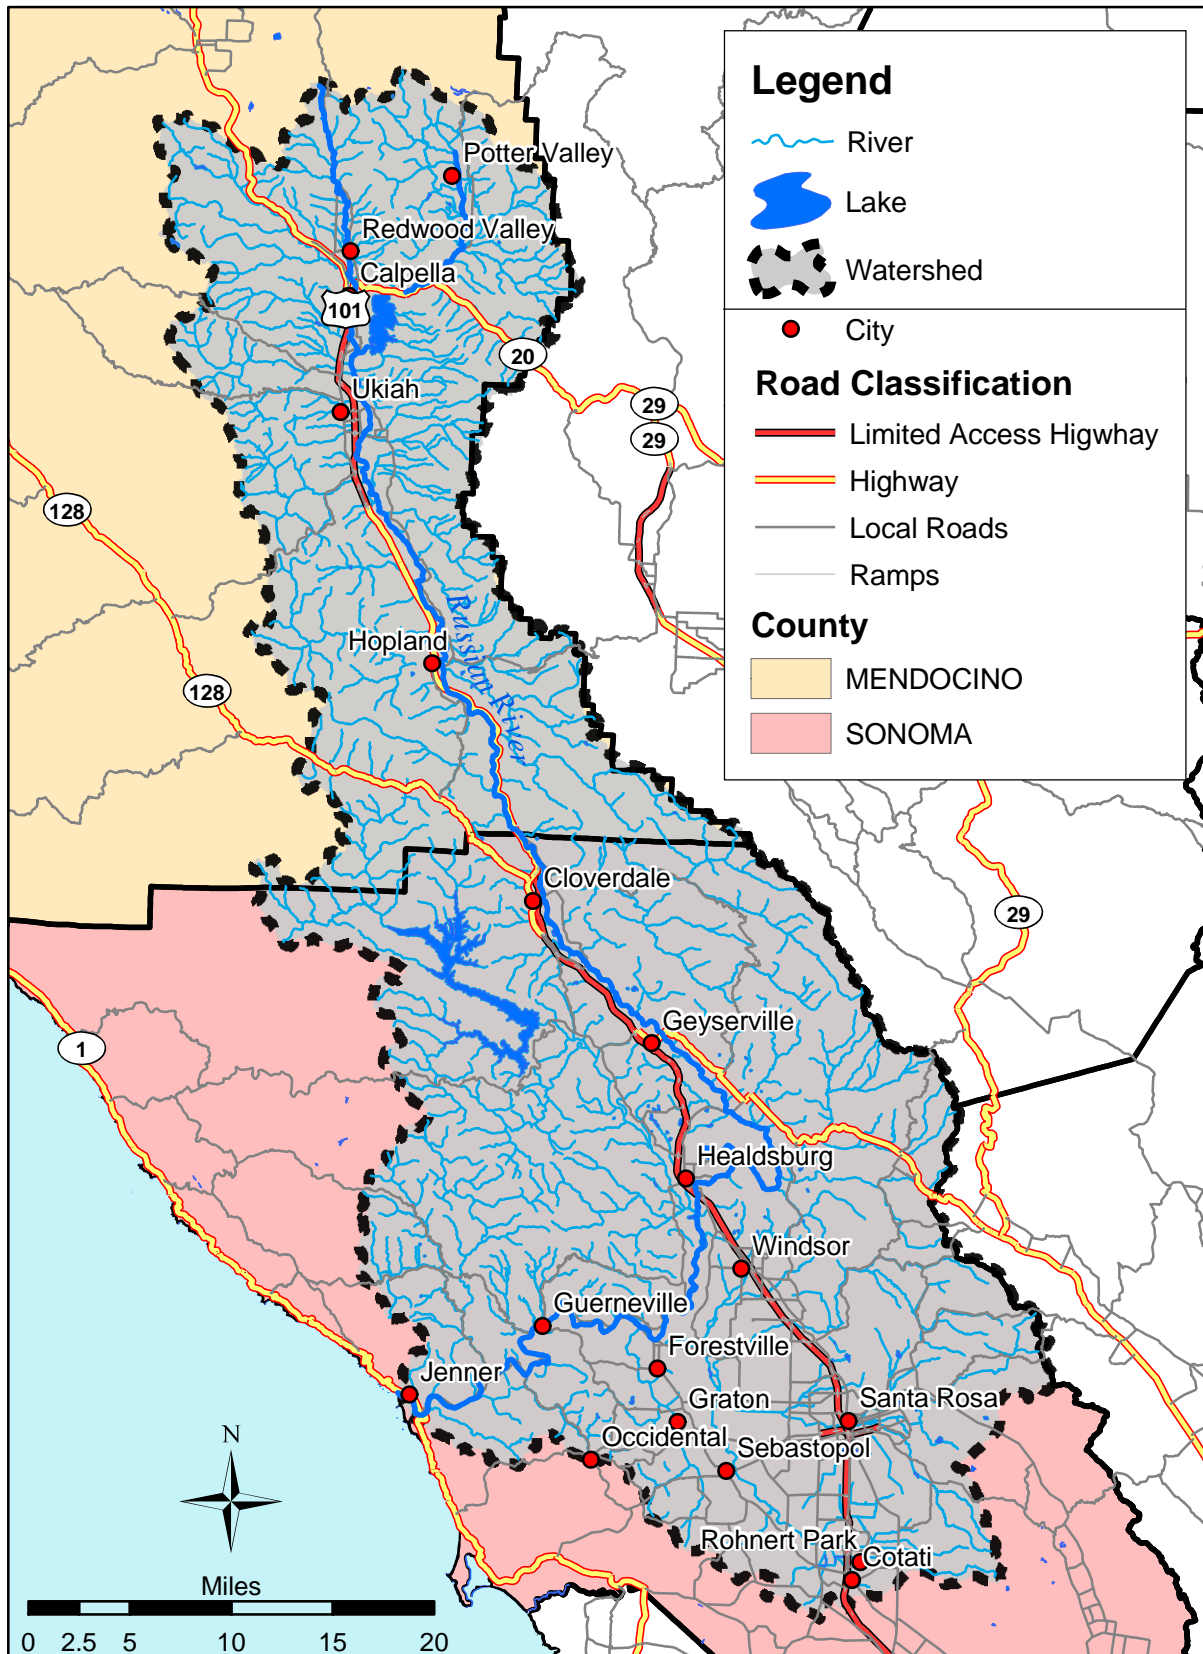 Legend
River
Lake
Watershed
City
Road Classification
Limited Access Higwhay
Highway
Local Roads
Ramps
County
MENDOCINO
SONOMA
Potter Valley
Redwood Valley
Calpella
101
20
Ukiah
29
29
128
Hopland
Russian River
128
Cloverdale
29
Geyserville
1
Healdsburg
Windsor
Guerneville
Forestville
Jenner
Graton
Santa Rosa
Occidental
Sebastopol
N
Rohnert Park
Cotati
Miles
0 2.5 5 10 15 20